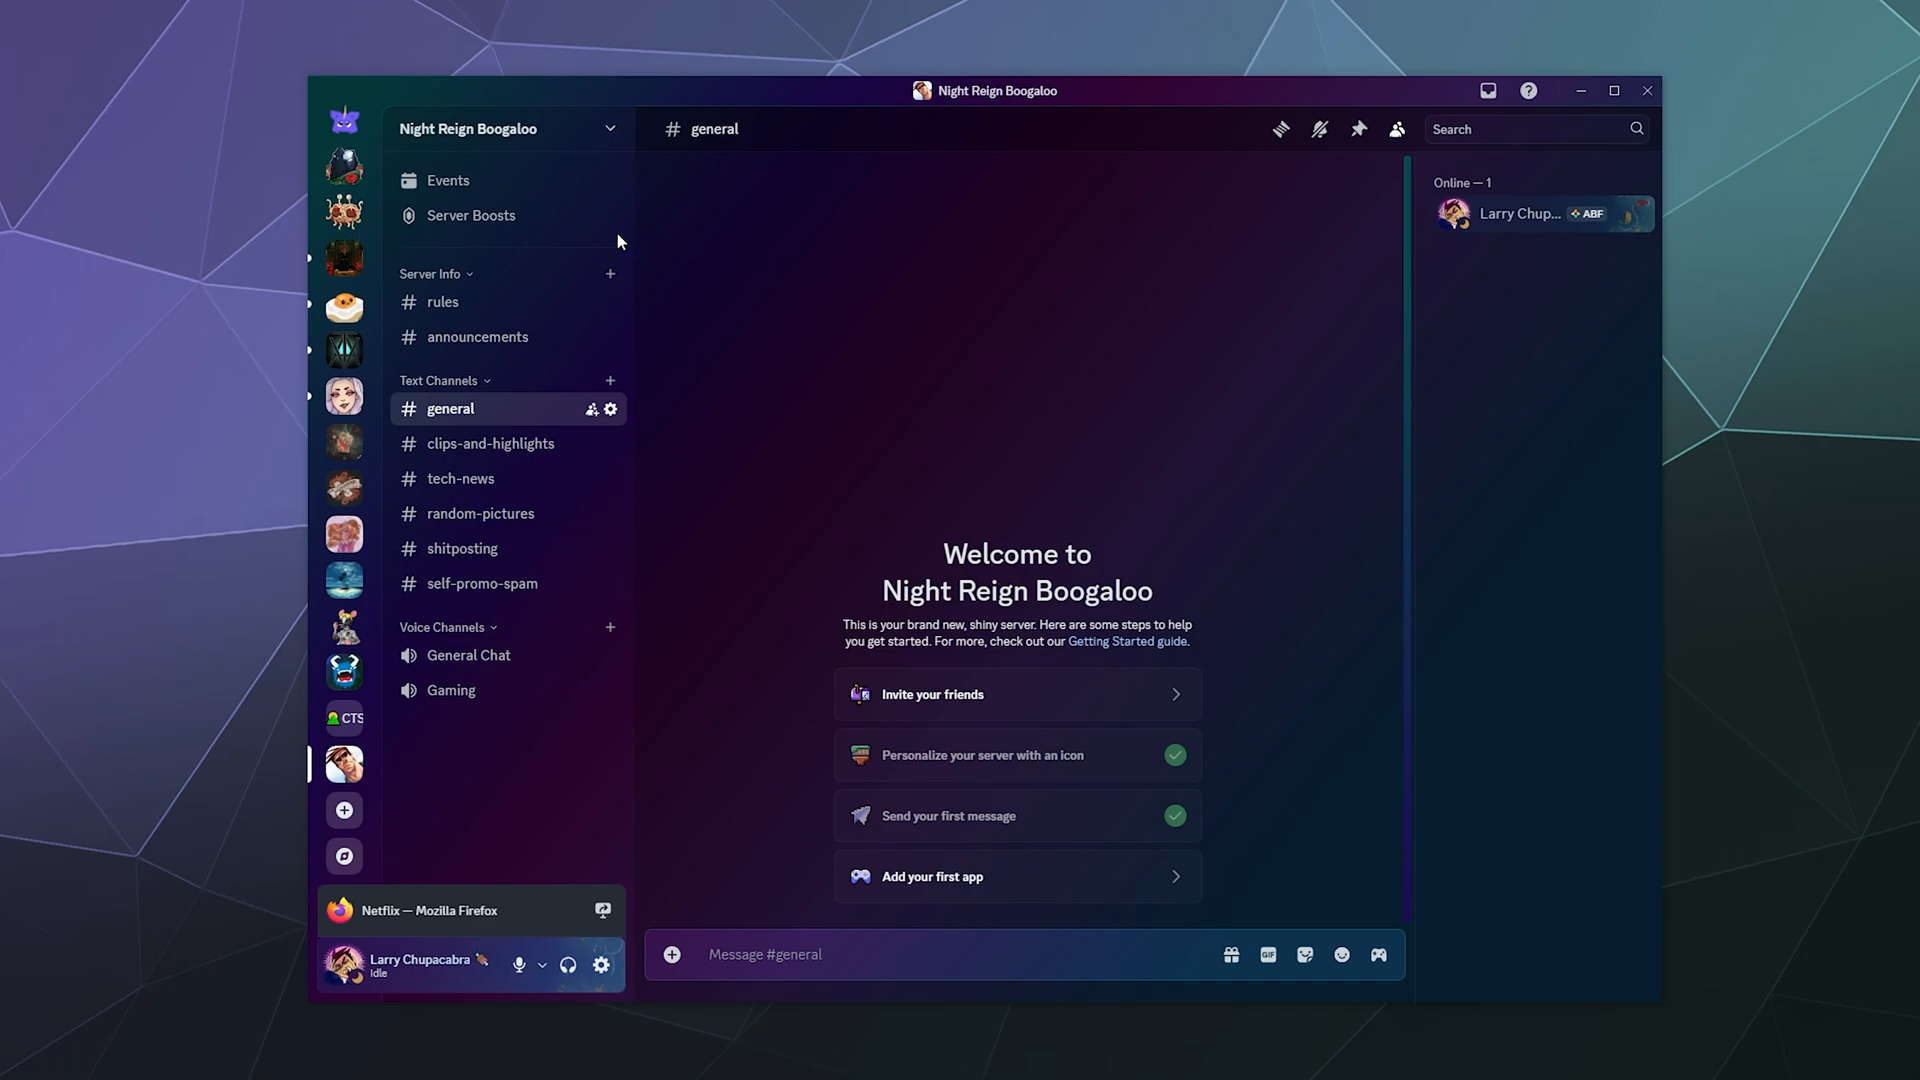 Night Reign Boogaloo
Night Reign Boogaloo
# general
Search
Events
Server Boosts
Server Info
# rules
# announcements
Text Channels
# general
# clips-and-highlights
# tech-news
# random-pictures
# shitposting
# self-promo-spam
Voice Channels
General Chat
Gaming
CTS
Netflix — Mozilla Firefox
Larry Chupacabra
Idle
Welcome to
Night Reign Boogaloo
This is your brand new, shiny server. Here are some steps to help
you get started. For more, check out our Getting Started guide.
Invite your friends
Personalize your server with an icon
Send your first message
Add your first app
Message #general
GIF
Online — 1
Larry Chup... ABF